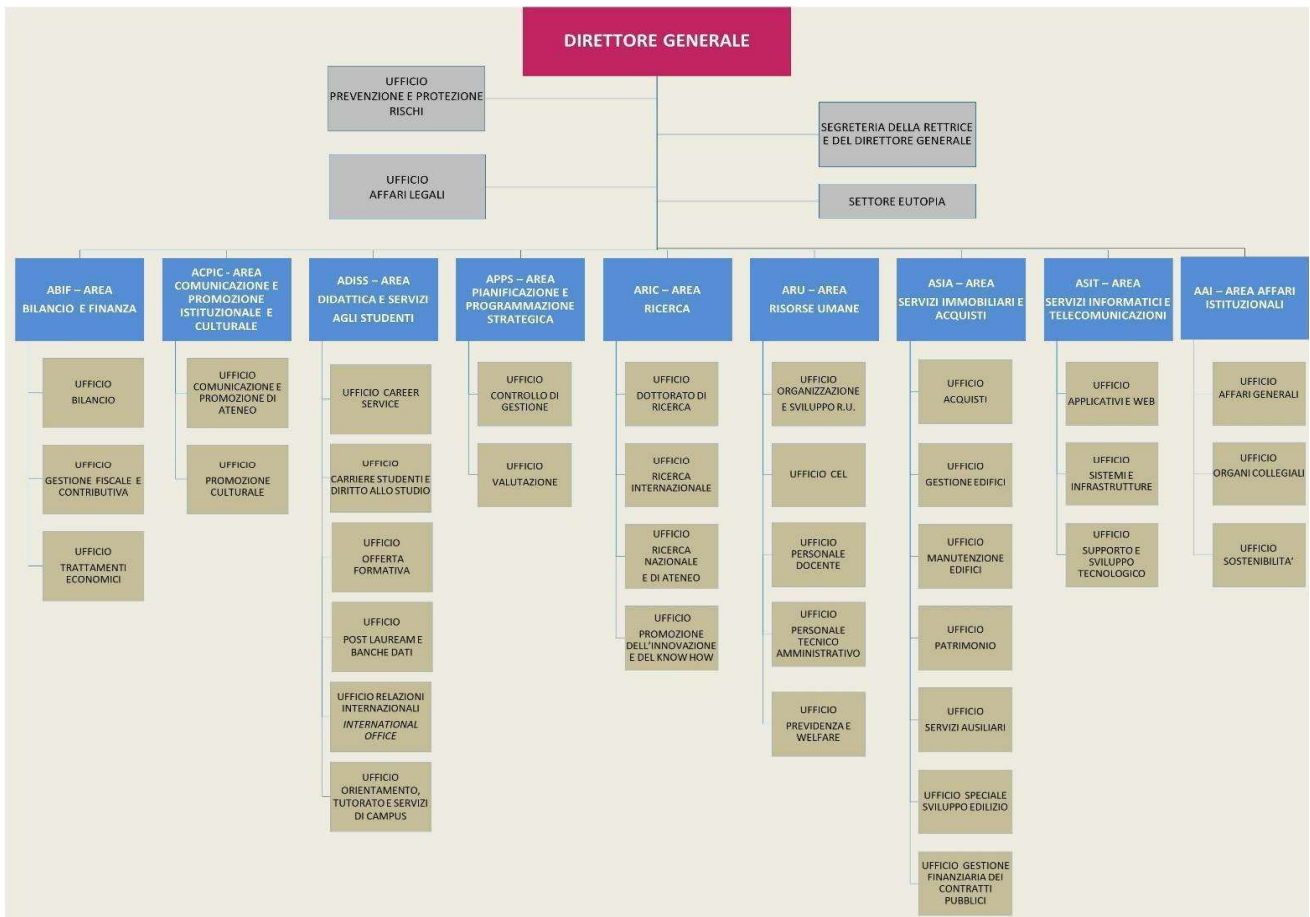 DIRETTORE GENERALE
UFFICIO
PREVENZIONE E PROTEZIONE
RISCHI
SEGRETERIA DELLA RETTRICE
E DEL DIRETTORE GENERALE
UFFICIO
AFFARI LEGALI
SETTORE EUTOPIA
ABIF – AREA
BILANCIO E FINANZA
UFFICIO
BILANCIO
UFFICIO
GESTIONE FISCALE E
CONTRIBUTIVA
UFFICIO
TRATTAMENTI
ECONOMICI
ACPIC - AREA
COMUNICAZIONE E
PROMOZIONE
ISTITUZIONALE E
CULTURALE
UFFICIO
COMUNICAZIONE E
PROMOZIONE DI
ATENEO
UFFICIO
PROMOZIONE
CULTURALE
ADISS – AREA
DIDATTICA E SERVIZI
AGLI STUDENTI
UFFICIO CAREER
SERVICE
UFFICIO
CARRIERE STUDENTI E
DIRITTO ALLO STUDIO
UFFICIO
OFFERTA
FORMATIVA
UFFICIO
POST LAUREAM E
BANCHE DATI
UFFICIO RELAZIONI
INTERNAZIONALI
INTERNATIONAL
OFFICE
UFFICIO
ORIENTAMENTO,
TUTORATO E SERVIZI
DI CAMPUS
APPS – AREA
PIANIFICAZIONE E
PROGRAMMAZIONE
STRATEGICA
UFFICIO
CONTROLLO DI
GESTIONE
UFFICIO
VALUTAZIONE
ARIC – AREA
RICERCA
UFFICIO
DOTTORATO DI
RICERCA
UFFICIO
RICERCA
INTERNAZIONALE
UFFICIO
RICERCA
NAZIONALE
E DI ATENEO
UFFICIO
PROMOZIONE
DELL'INNOVAZIONE
E DEL KNOW HOW
ARU – AREA
RISORSE UMANE
UFFICIO
ORGANIZZAZIONE
E SVILUPPO R.U.
UFFICIO CEL
UFFICIO
PERSONALE
DOCENTE
UFFICIO
PERSONALE
TECNICO
AMMINISTRATIVO
UFFICIO
PREVIDENZA E
WELFARE
ASIA – AREA
SERVIZI IMMOBILIARI E
ACQUISTI
UFFICIO
ACQUISTI
UFFICIO
GESTIONE EDIFICI
UFFICIO
MANUTENZIONE
EDIFICI
UFFICIO
PATRIMONIO
UFFICIO
SERVIZI AUSILIARI
UFFICIO SPECIALE
SVILUPPO EDILIZIO
UFFICIO GESTIONE
FINANZIARIA DEI
CONTRATTI
PUBBLICI
ASIT – AREA
SERVIZI INFORMATICI E
TELECOMUNICAZIONI
UFFICIO
APPLICATIVI E WEB
UFFICIO
SISTEMI E
INFRASTRUTTURE
UFFICIO
SUPPORTO E
SVILUPPO
TECNOLOGICO
AAI – AREA AFFARI
ISTITUZIONALI
UFFICIO
AFFARI GENERALI
UFFICIO
ORGANI COLLEGIALI
UFFICIO
SOSTENIBILITA'